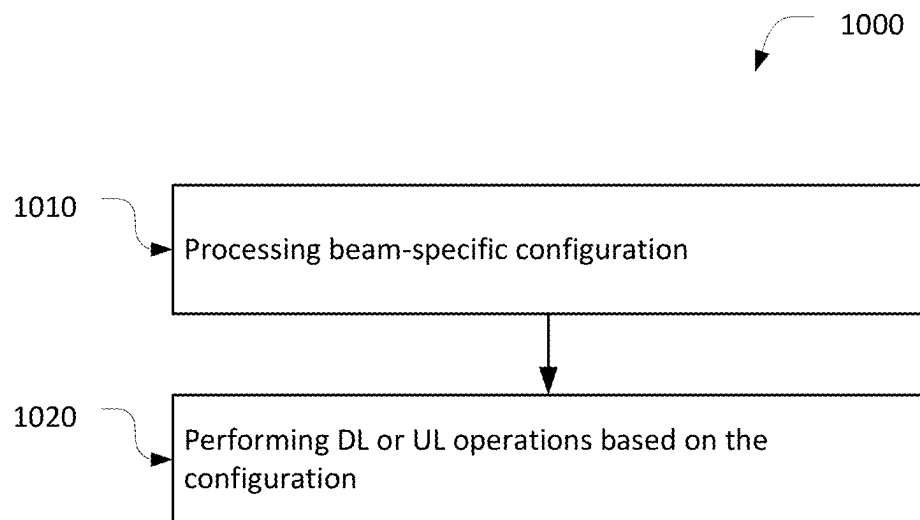 1000
1010
Processing beam-specific configuration
1020
Performing DL or UL operations based on the
configuration